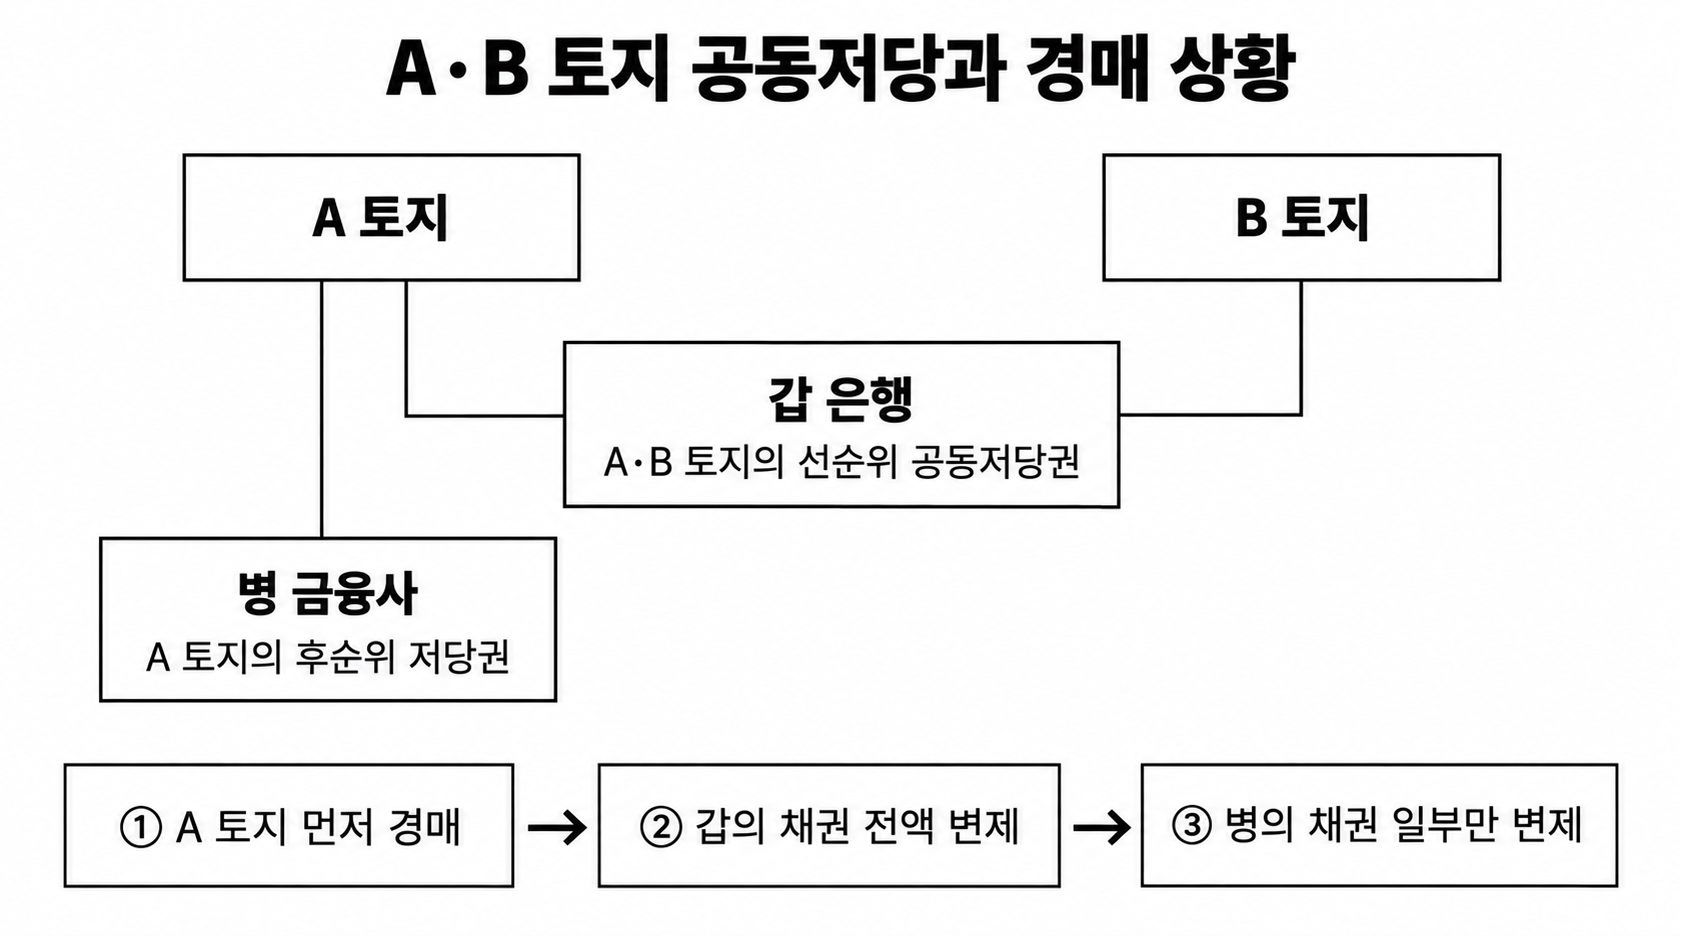 A·B 토지 공동저당과 경매 상황
A 토지
B 토지
갑 은행
A·B 토지의 선순위 공동저당권
병 금융사
A 토지의 후순위 저당권
① A 토지 먼저 경매
② 갑의 채권 전액 변제
③ 병의 채권 일부만 변제